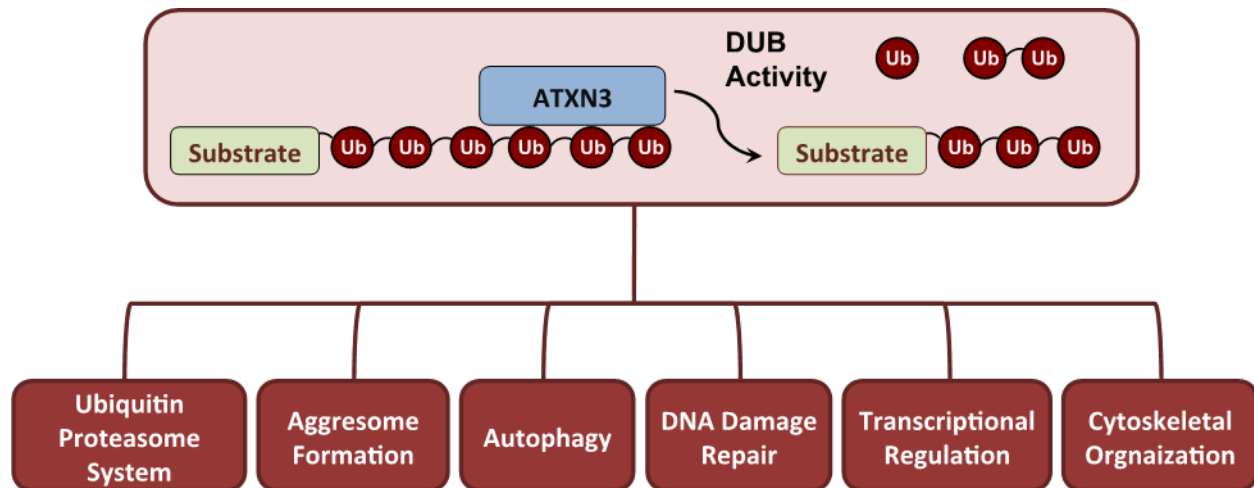 DUB
Activity
Ub
Ub Ub
ATXN3
Substrate Ub Ub Ub Ub Ub Ub
Substrate Ub Ub Ub
Ubiquitin
Proteasome
System
Aggresome
Formation
Autophagy
DNA Damage
Repair
Transcriptional
Regulation
Cytoskeletal
Orgnaization